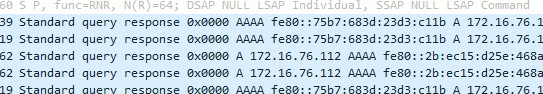 60 S P, func=RNR, N(R)=64; DSAP NULL LSAP Individual, SSAP NULL LSAP Command
39 Standard query response 0x0000 AAAA fe80::75b7:683d:23d3:c11b A 172.16.76.1
19 Standard query response 0x0000 AAAA fe80::75b7:683d:23d3:c11b A 172.16.76.1
62 Standard query response 0x0000 A 172.16.76.112 AAAA fe80::2b:ec15:d25e:468a
62 Standard query response 0x0000 A 172.16.76.112 AAAA fe80::2b:ec15:d25e:468a
19 Standard query response 0x0000 AAAA fe80::75b7:683d:23d3:c11b A 172.16.76.1